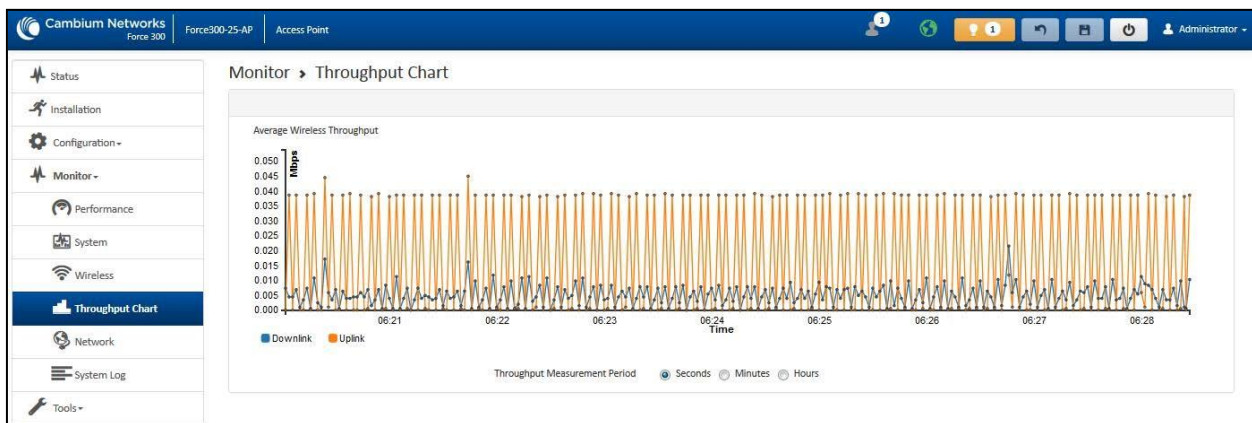 Cambium Networks
Force 300
Force300-25-AP
Access Point
1
1
Administrator
Status
Installation
Configuration
Monitor
Performance
System
Wireless
Throughput Chart
Network
System Log
Tools
Monitor > Throughput Chart
Average Wireless Throughput
Mbps
0.050
0.045
0.040
0.035
0.030
0.025
0.020
0.015
0.010
0.005
0.000
06:21 06:22 06:23 06:24 06:25 06:26 06:27 06:28
Time
Downlink Uplink
Throughput Measurement Period Seconds Minutes Hours